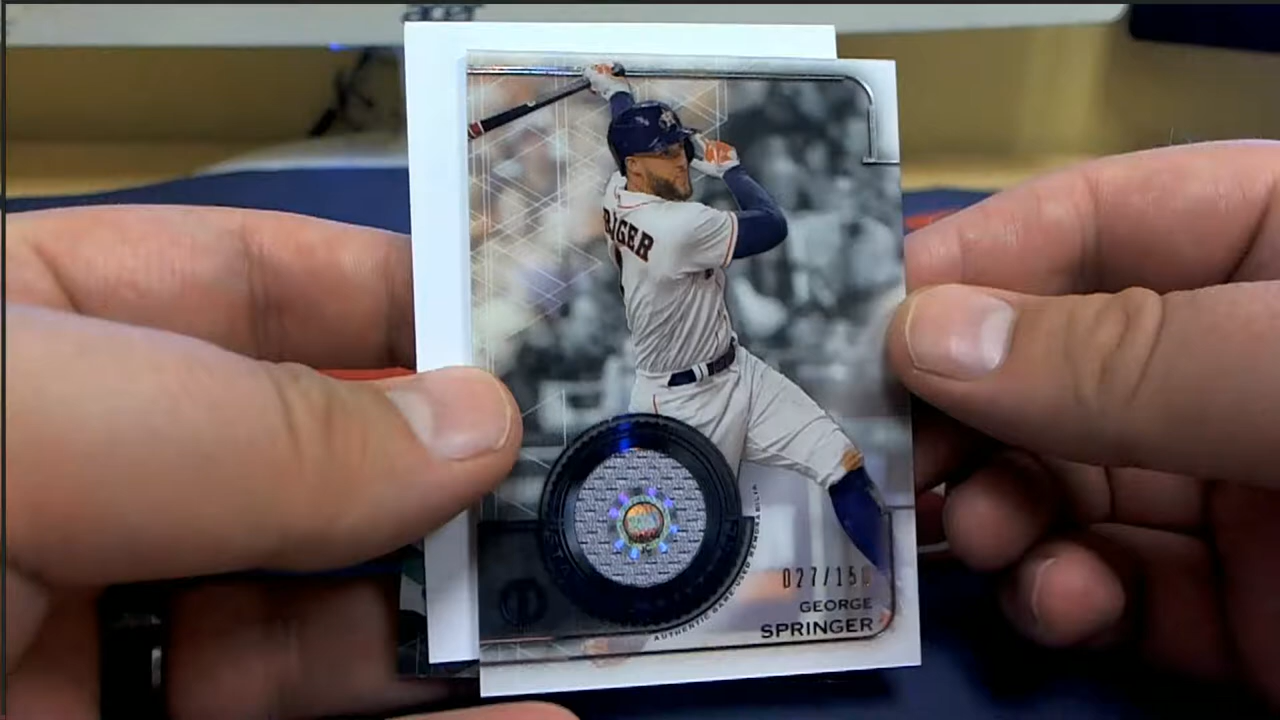 RINGER
AUTHENTIC GAME-USED MEMORABILIA
027/150
GEORGE
SPRINGER